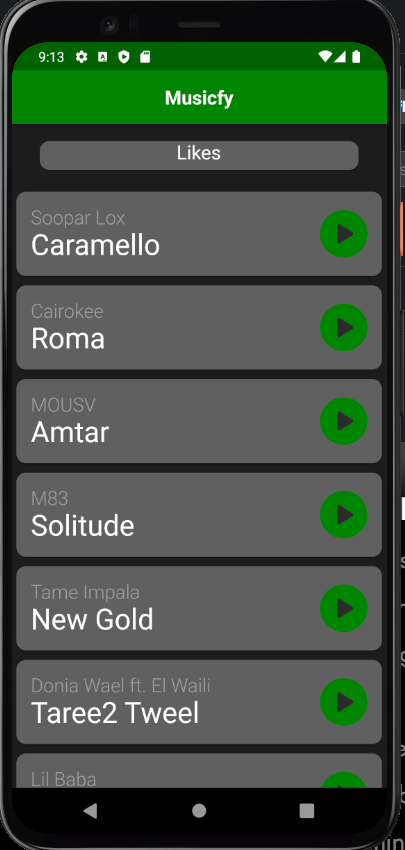 9:13
Musicfy
Likes
Soopar Lox
Caramello
Cairokee
Roma
MOUSV
Amtar
M83
Solitude
Tame Impala
New Gold
Donia Wael ft. El Waili
Taree2 Tweel
Lil Baba